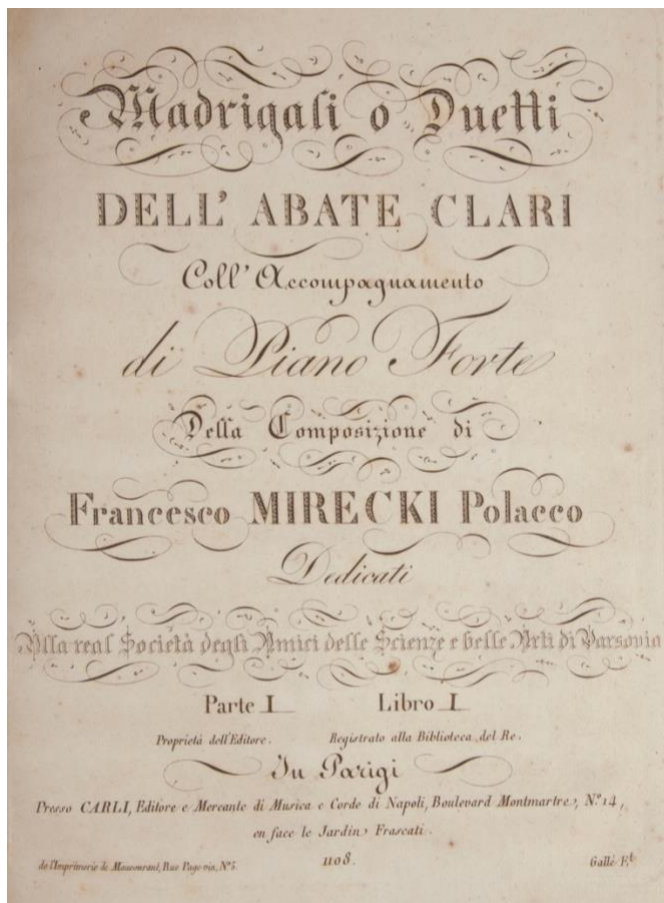 Madrigali o Duetti
DELL' ABATE CLARI
Coll' Accompagnamento
di Piano Forte
Della Composizione di
Francesco MIRECKI Polacco
Dedicati
Alla real Società degli Amici delle Scienze e belle Arti di Varsovia
Parte I Libro I
Proprietà dell'Editore. Registrato alla Biblioteca del Re.
In Parigi
Presso CARLI, Editore e Mercante di Musica e Corde di Napoli, Boulevard Montmartre, N.º 14,
en face le Jardin Frascati.
de l'Imprimerie de Rue N.º 5. 1108. Gallé F.t